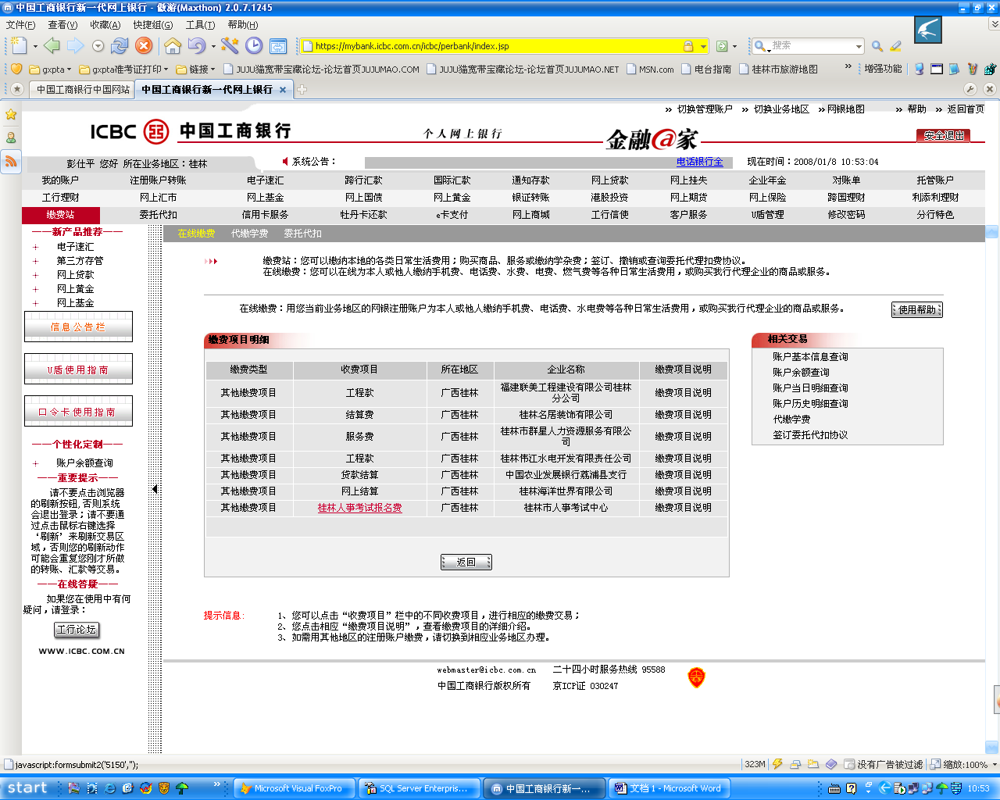 中国工商银行新一代网上银行 - 傲游(Maxthon) 2.0.7.1245
文件(F) 查看(V) 收藏(A) 快捷组(G) 工具(T) 帮助(H)
https://mybank.icbc.com.cn/icbc/perbank/index.jsp 搜索
gxpta gxpta准考证打印 链接 JUJU猫宽带宝藏论坛-论坛首页JUJUMAO.COM JUJU猫宽带宝藏论坛-论坛首页JUJUMAO.NET MSN.com 电台指南 桂林市旅游地图 » 增强功能
中国工商银行中国网站 中国工商银行新一代网上银行
» 切换管理账户 » 切换业务地区 » 网银地图 » 帮助 » 返回首页
ICBC 中国工商银行 个人网上银行 金融@家 安全退出
彭仕平 您好 所在业务地区：桂林 系统公告： 电话银行全 现在时间：2008/01/8 10:53:04
我的账户 注册账户转账 电子速汇 跨行汇款 国际汇款 通知存款 网上贷款 网上挂失 企业年金 对账单 托管账户
工行理财 网上汇市 网上基金 网上国债 网上黄金 银证转账 港股投资 网上期货 网上保险 跨国理财 利添利理财
缴费站 委托代扣 信用卡服务 牡丹卡还款 e卡支付 网上商城 工行信使 客户服务 U盾管理 修改密码 分行特色
——新产品推荐——
电子速汇
第三方存管
网上贷款
网上黄金
网上基金
信息公告栏
U盾使用指南
口令卡使用指南
——个性化定制——
账户余额查询
——重要提示——
请不要点击浏览器
的刷新按钮,否则系统
会退出登录；请不要通
过点击鼠标右键选择
‘刷新’来刷新交易区
域，否则您的刷新动作
可能会重复您刚才所做
的转账、汇款等交易。
——在线答疑——
如果您在使用中有何
疑问，请登录：
工行论坛
WWW.ICBC.COM.CN
在线缴费 代缴学费 委托代扣
缴费站：您可以缴纳本地的各类日常生活费用；购买商品、服务或缴纳学杂费；签订、撤销或查询委托代理扣费协议。
在线缴费：您可以在线为本人或他人缴纳手机费、电话费、水费、电费、燃气费等各种日常生活费用，或购买我行代理企业的商品或服务。
在线缴费：用您当前业务地区的网银注册账户为本人或他人缴纳手机费、电话费、水电费等各种日常生活费用，或购买我行代理企业的商品或服务。 使用帮助
缴费项目明细
缴费类型 收费项目 所在地区 企业名称 缴费项目说明
其他缴费项目 工程款 广西桂林 福建联美工程建设有限公司桂林
分公司 缴费项目说明
其他缴费项目 结算费 广西桂林 桂林名居装饰有限公司 缴费项目说明
其他缴费项目 服务费 广西桂林 桂林市群星人力资源服务有限公
司 缴费项目说明
其他缴费项目 工程款 广西桂林 桂林伟江水电开发有限责任公司 缴费项目说明
其他缴费项目 贷款结算 广西桂林 中国农业发展银行荔浦县支行 缴费项目说明
其他缴费项目 网上结算 广西桂林 桂林海洋世界有限公司 缴费项目说明
其他缴费项目 桂林人事考试报名费 广西桂林 桂林市人事考试中心 缴费项目说明
返回
相关交易
账户基本信息查询
账户余额查询
账户当日明细查询
账户历史明细查询
代缴学费
签订委托代扣协议
提示信息: 1、您可以点击“收费项目”栏中的不同收费项目，进行相应的缴费交易；
2、您点击相应“缴费项目说明”，查看缴费项目的详细介绍。
3、如需用其他地区的注册账户缴费，请切换到相应业务地区办理。
webmaster@icbc.com.cn 二十四小时服务热线 95588
中国工商银行版权所有 京ICP证 030247
javascript:formsubmit2('5150',''); 323M 没有广告被过滤 缩放:100%
start Microsoft Visual FoxPro SQL Server Enterpris... 中国工商银行新一... 文档 1 - Microsoft Word 10:53